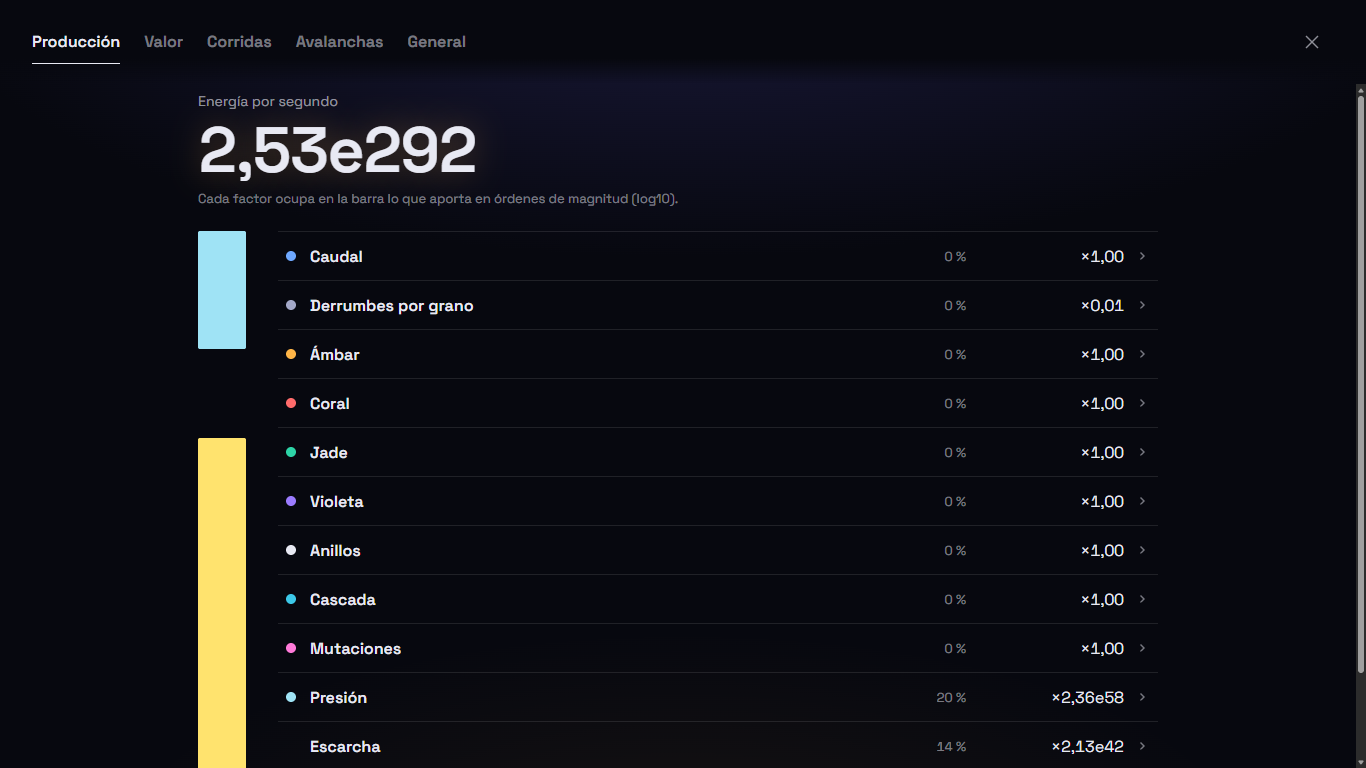 Producción Valor Corridas Avalanchas General
Energía por segundo
2,53e292
Cada factor ocupa en la barra lo que aporta en órdenes de magnitud (log10).
Caudal 0 % ×1,00
Derrumbes por grano 0 % ×0,01
Ámbar 0 % ×1,00
Coral 0 % ×1,00
Jade 0 % ×1,00
Violeta 0 % ×1,00
Anillos 0 % ×1,00
Cascada 0 % ×1,00
Mutaciones 0 % ×1,00
Presión 20 % ×2,36e58
Escarcha 14 % ×2,13e42